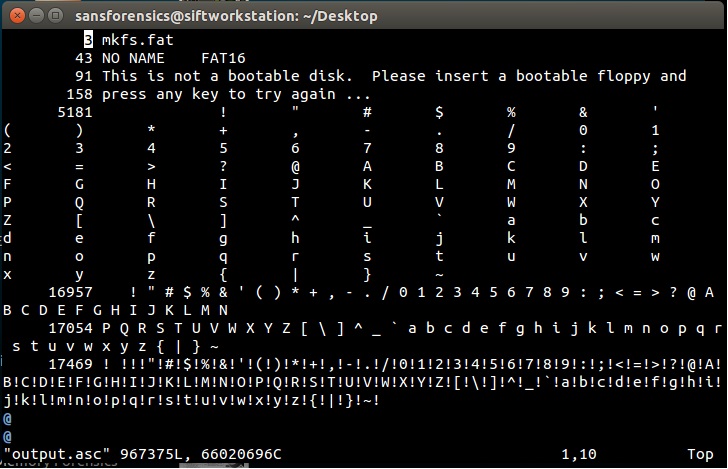 sansforensics@siftworkstation: ~/Desktop
3 mkfs.fat
43 NO NAME    FAT16
91 This is not a bootable disk.  Please insert a bootable floppy and
158 press any key to try again ...
5181 ! " # $ % & '
( ) * + , - . / 0 1
2 3 4 5 6 7 8 9 : ;
< = > ? @ A B C D E
F G H I J K L M N O
P Q R S T U V W X Y
Z [ \ ] ^ _ ` a b c
d e f g h i j k l m
n o p q r s t u v w
x y z { | } ~
16957 ! " # $ % & ' ( ) * + , - . / 0 1 2 3 4 5 6 7 8 9 : ; < = > ? @ A
B C D E F G H I J K L M N
17054 P Q R S T U V W X Y Z [ \ ] ^ _ ` a b c d e f g h i j k l m n o p q r
s t u v w x y z { | } ~
17469 ! !!!"!#!$!%!&!'!(!)!*!+!,!-!.!/!0!1!2!3!4!5!6!7!8!9!:!;!<!=!>!?!@!A!
B!C!D!E!F!G!H!I!J!K!L!M!N!O!P!Q!R!S!T!U!V!W!X!Y!Z![!\!]!^!_!`!a!b!c!d!e!f!g!h!i!
j!k!l!m!n!o!p!q!r!s!t!u!v!w!x!y!z!{!|!}!~!
@
@
"output.asc" 967375L, 66020696C 1,10 Top
Memory Forensics